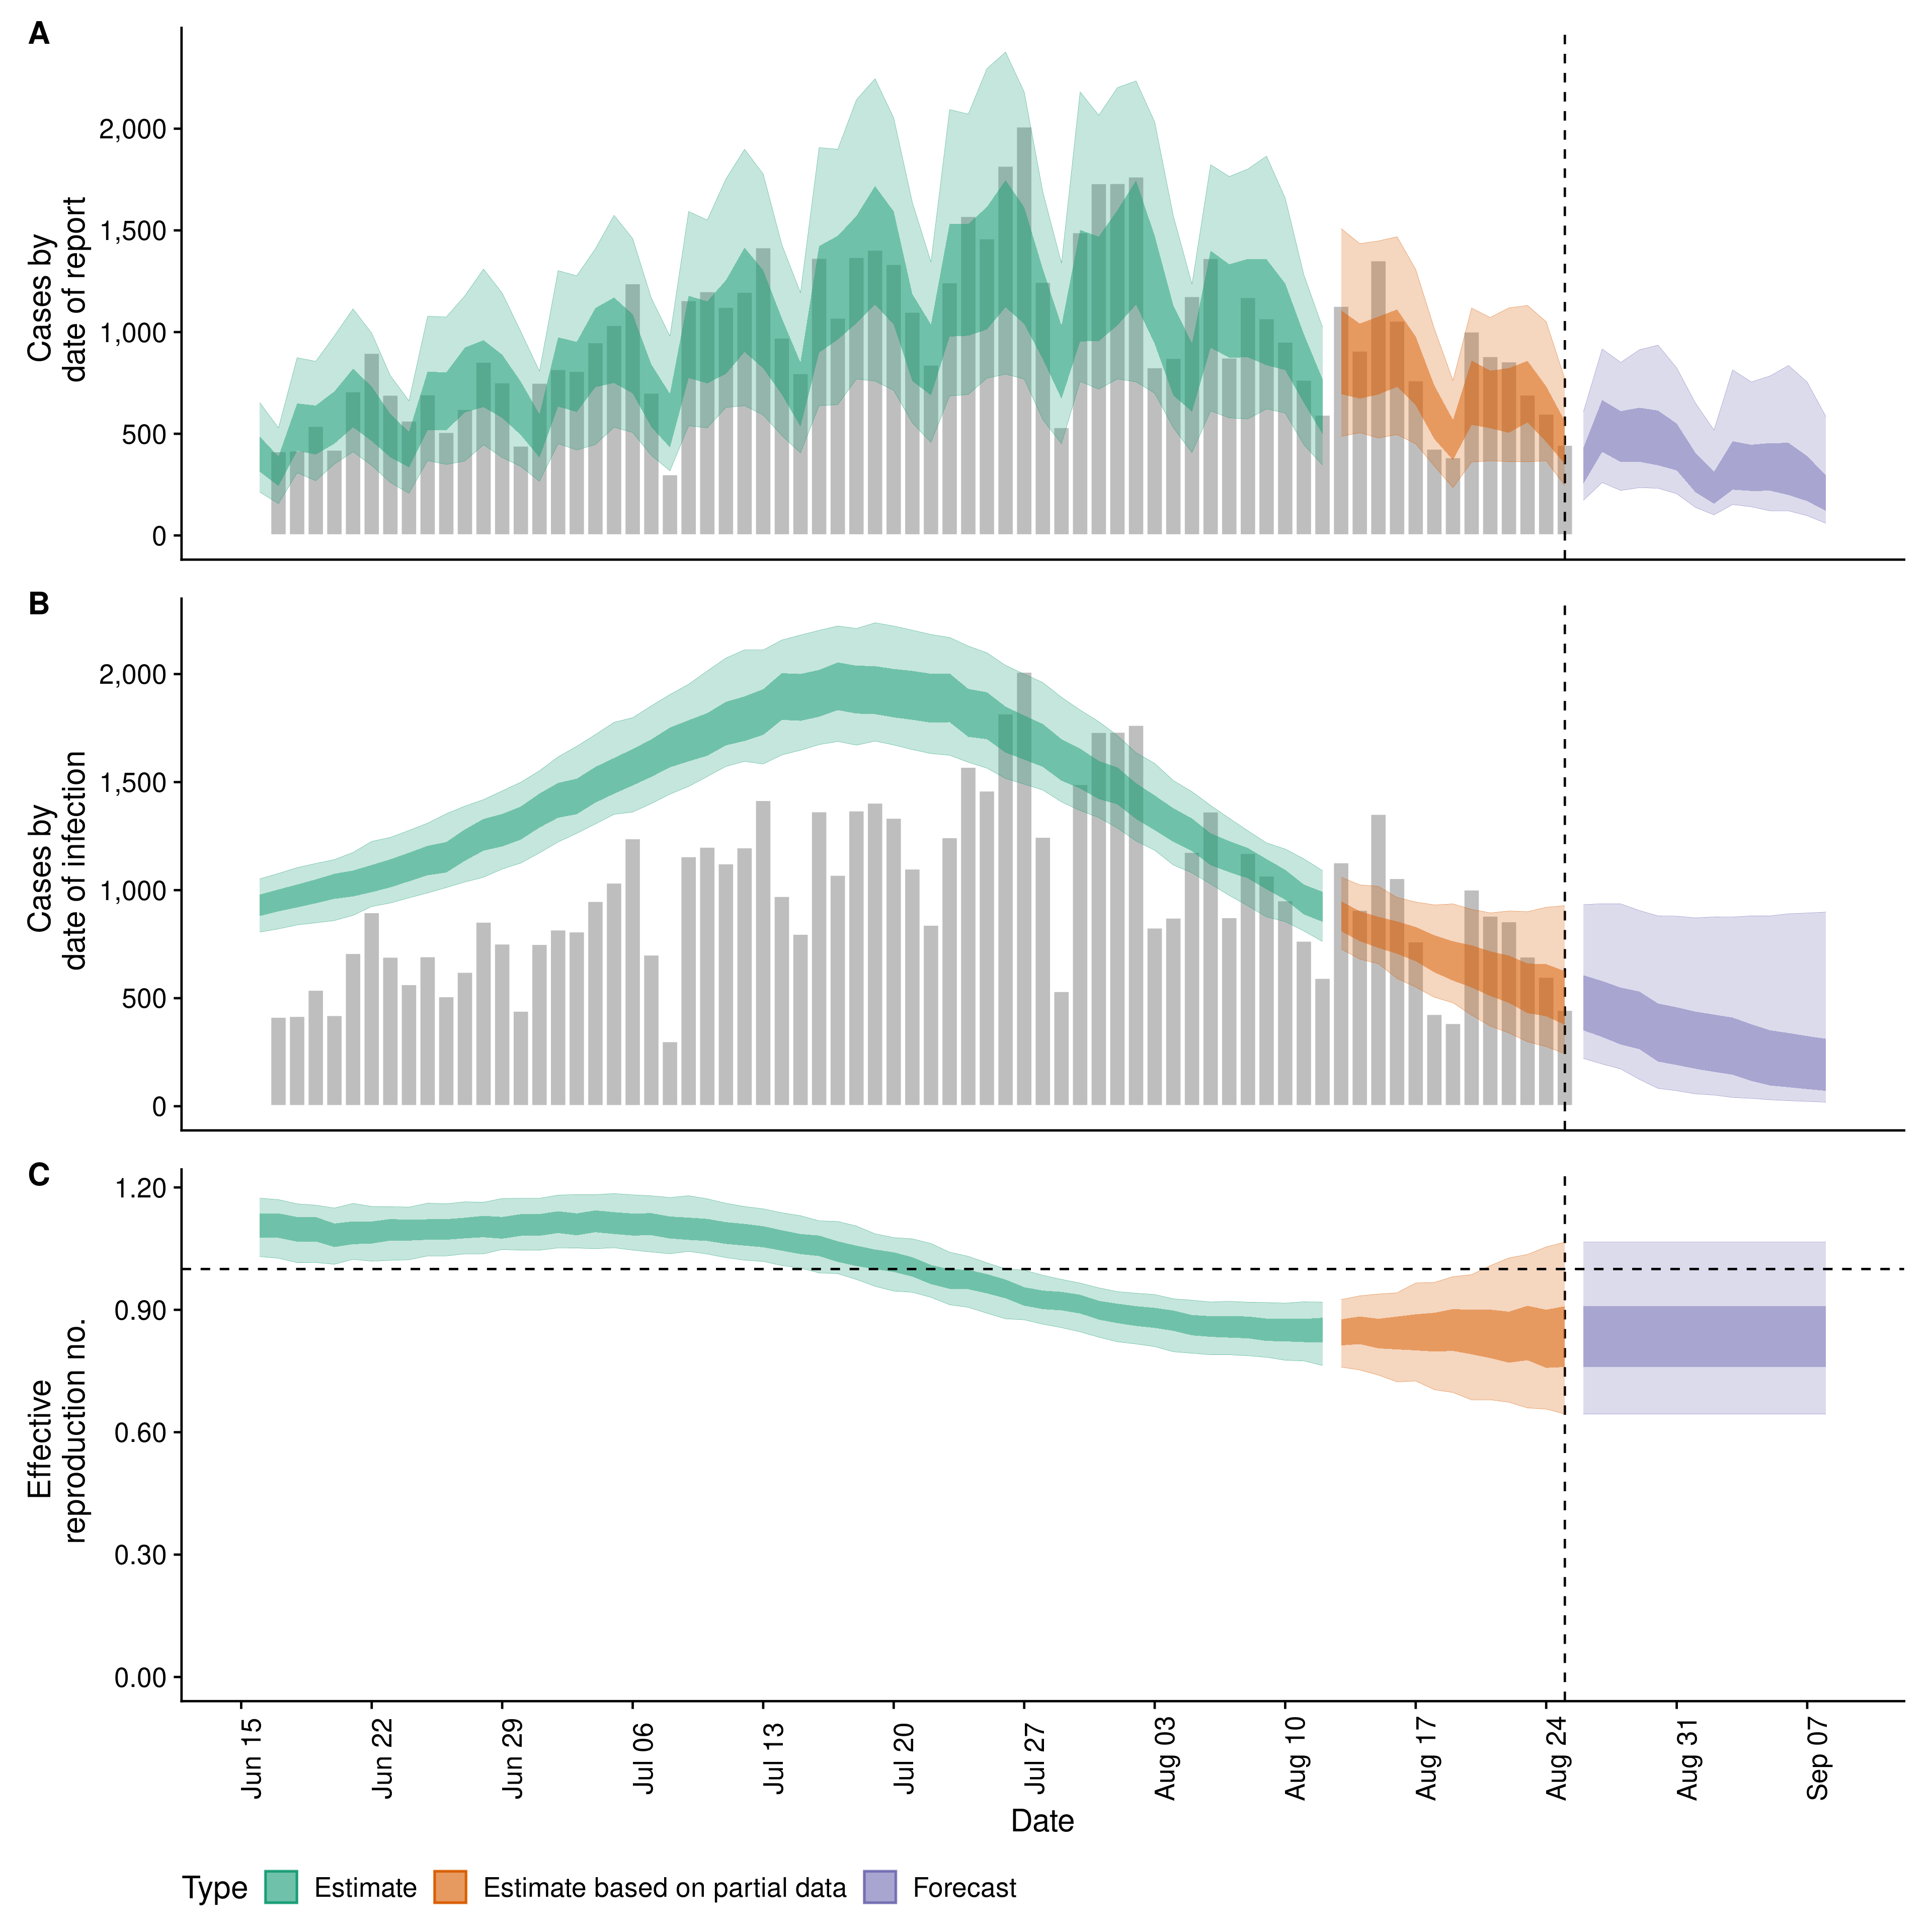 A
Cases by
date of report
2,000
1,500
1,000
500
0
B
Cases by
date of infection
2,000
1,500
1,000
500
0
C
Effective
reproduction no.
1.20
0.90
0.60
0.30
0.00
Jun 15
Jun 22
Jun 29
Jul 06
Jul 13
Jul 20
Jul 27
Aug 03
Aug 10
Aug 17
Aug 24
Aug 31
Sep 07
Date
Type Estimate Estimate based on partial data Forecast